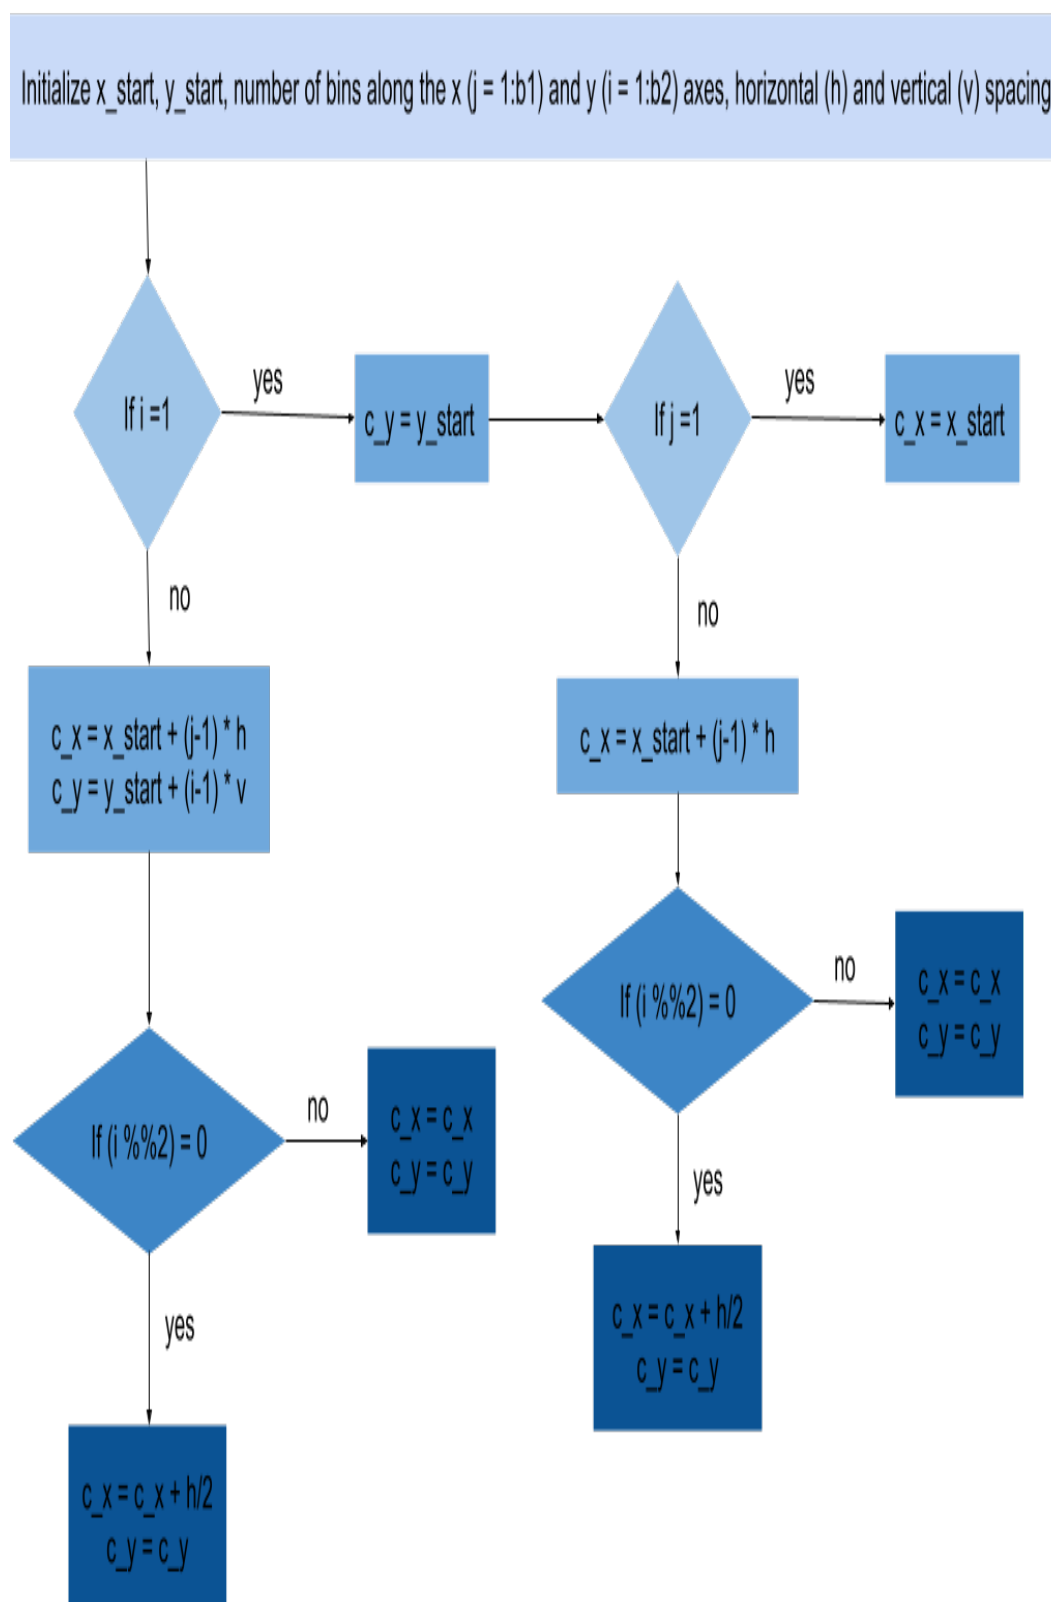 Initialize x_start, y_start, number of bins along the x (j = 1:b1) and y (i = 1:b2) axes, horizontal (h) and vertical (v) spacing
If i =1
yes
c_y = y_start
If j =1
yes
c_x = x_start
no
no
c_x = x_start + (j-1) * h
c_y = y_start + (i-1) * v
c_x = x_start + (j-1) * h
If (i %%2) = 0
no
c_x = c_x
c_y = c_y
If (i %%2) = 0
no
c_x = c_x
c_y = c_y
yes
c_x = c_x + h/2
c_y = c_y
yes
c_x = c_x + h/2
c_y = c_y